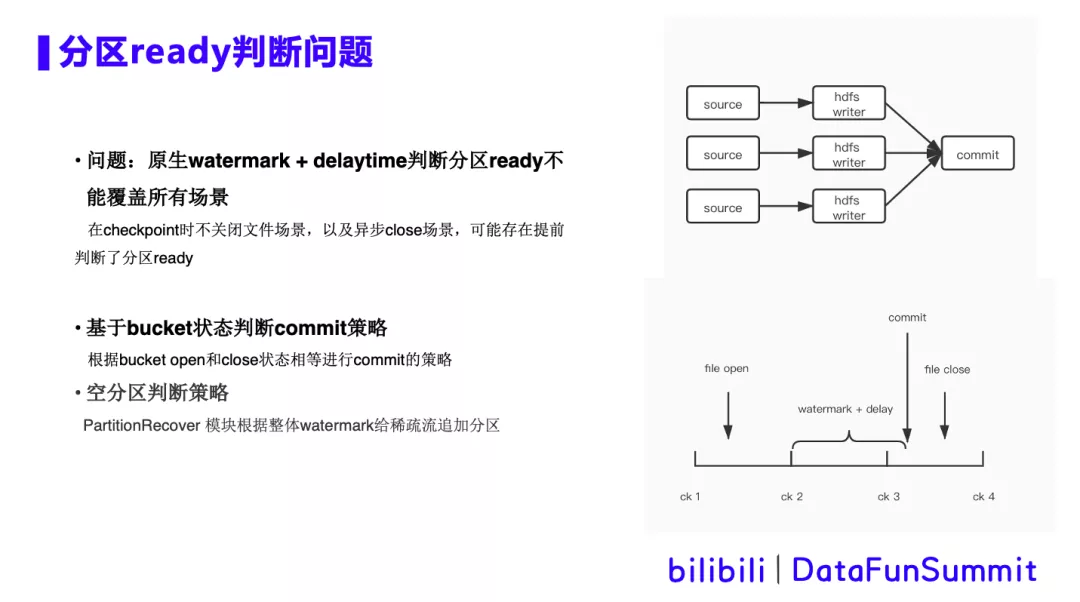 分区ready判断问题
• 问题：原生watermark + delaytime判断分区ready不
能覆盖所有场景
在checkpoint时不关闭文件场景，以及异步close场景，可能存在提前
判断了分区ready
• 基于bucket状态判断commit策略
根据bucket open和close状态相等进行commit的策略
• 空分区判断策略
PartitionRecover 模块根据整体watermark给稀疏流追加分区
source
hdfs
writer
source
hdfs
writer
commit
source
hdfs
writer
commit
file open
file close
watermark + delay
ck 1
ck 2
ck 3
ck 4
bilibili | DataFunSummit